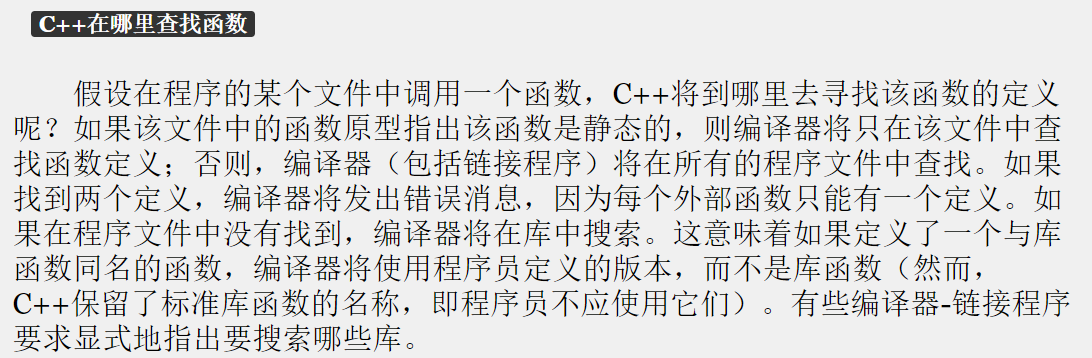 C++在哪里查找函数
假设在程序的某个文件中调用一个函数，C++将到哪里去寻找该函数的定义
呢？如果该文件中的函数原型指出该函数是静态的，则编译器将只在该文件中查
找函数定义；否则，编译器（包括链接程序）将在所有的程序文件中查找。如果
找到两个定义，编译器将发出错误消息，因为每个外部函数只能有一个定义。如
果在程序文件中没有找到，编译器将在库中搜索。这意味着如果定义了一个与库
函数同名的函数，编译器将使用程序员定义的版本，而不是库函数（然而，
C++保留了标准库函数的名称，即程序员不应使用它们）。有些编译器-链接程序
要求显式地指出要搜索哪些库。